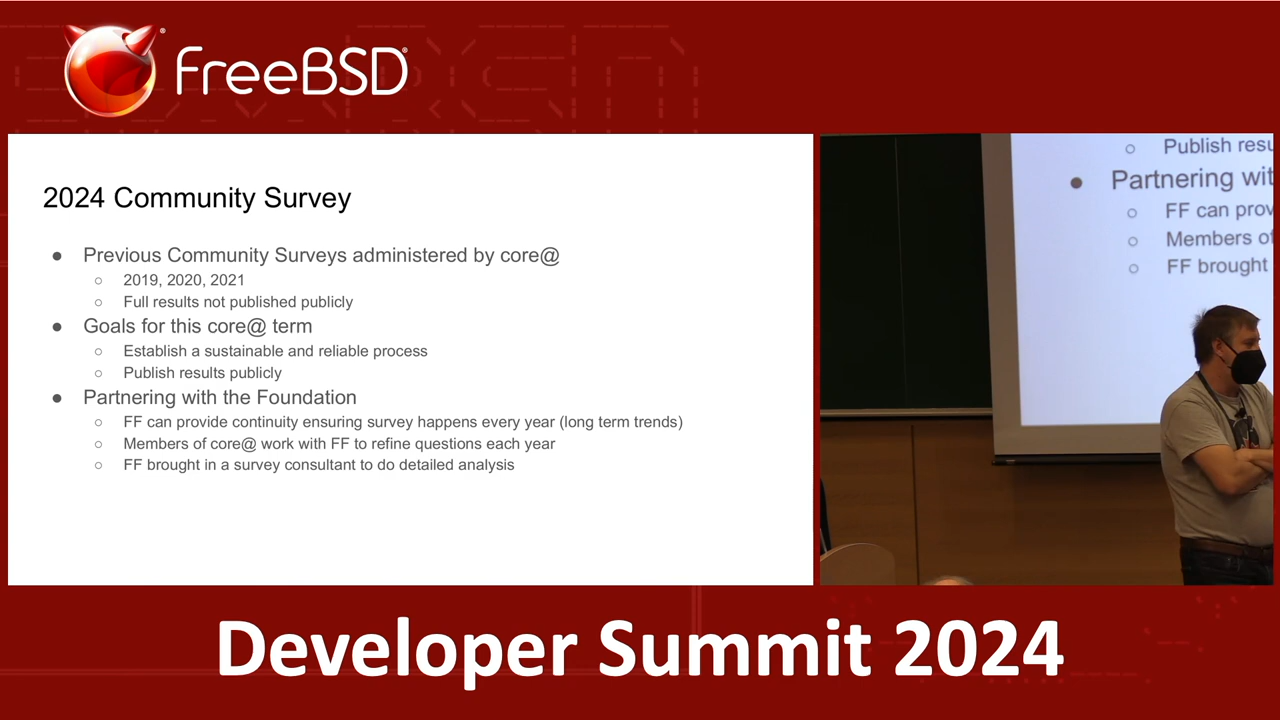 FreeBSD
2024 Community Survey
● Previous Community Surveys administered by core@
○ 2019, 2020, 2021
○ Full results not published publicly
● Goals for this core@ term
○ Establish a sustainable and reliable process
○ Publish results publicly
● Partnering with the Foundation
○ FF can provide continuity ensuring survey happens every year (long term trends)
○ Members of core@ work with FF to refine questions each year
○ FF brought in a survey consultant to do detailed analysis
○ Publish resu
● Partnering wit
○ FF can prov
○ Members of
○ FF brought
Developer Summit 2024